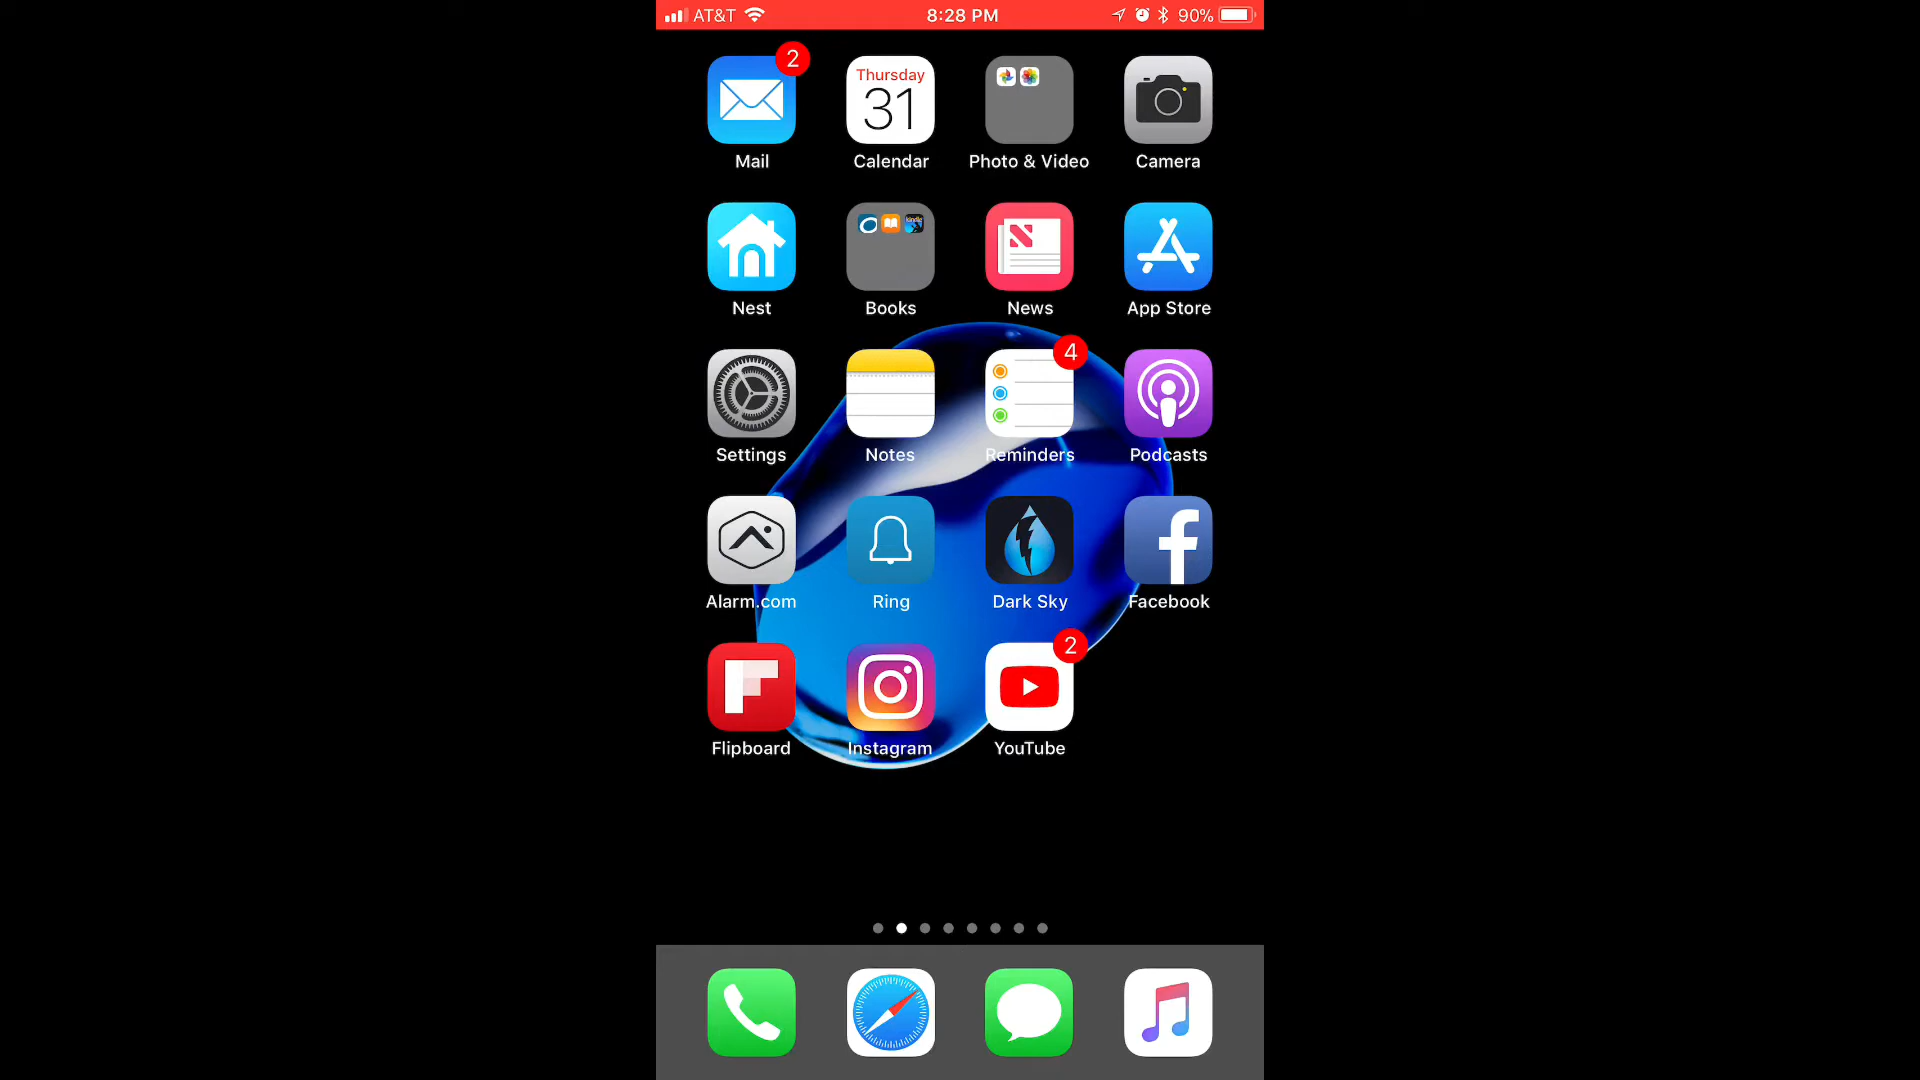 AT&T 8:28 PM 90%
2
Thursday
31
Mail Calendar Photo & Video Camera
kindle
Nest Books News App Store
4
Settings Notes Reminders Podcasts
Alarm.com Ring Dark Sky Facebook
2
Flipboard Instagram YouTube